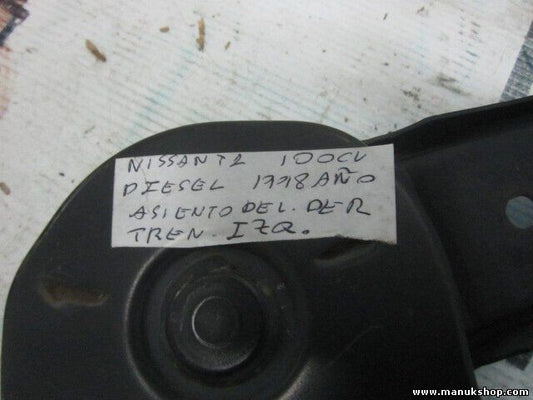 NISSAN T2 100CV
DIESEL 1998 AÑO
ASIENTO DEL. DER
TREN. IZQ.
www.manukshop.com